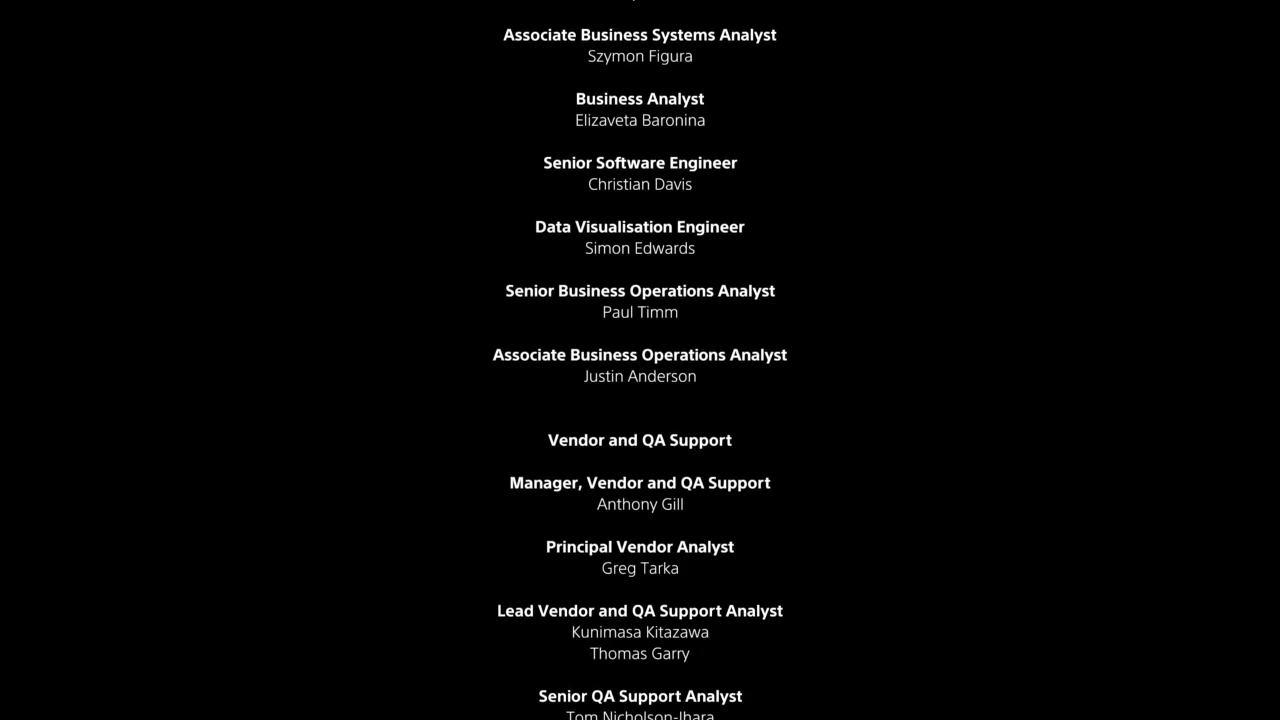 Associate Business Systems Analyst
Szymon Figura
Business Analyst
Elizaveta Baronina
Senior Software Engineer
Christian Davis
Data Visualisation Engineer
Simon Edwards
Senior Business Operations Analyst
Paul Timm
Associate Business Operations Analyst
Justin Anderson
Vendor and QA Support
Manager, Vendor and QA Support
Anthony Gill
Principal Vendor Analyst
Greg Tarka
Lead Vendor and QA Support Analyst
Kunimasa Kitazawa
Thomas Garry
Senior QA Support Analyst
Tom Nicholson-Ihara